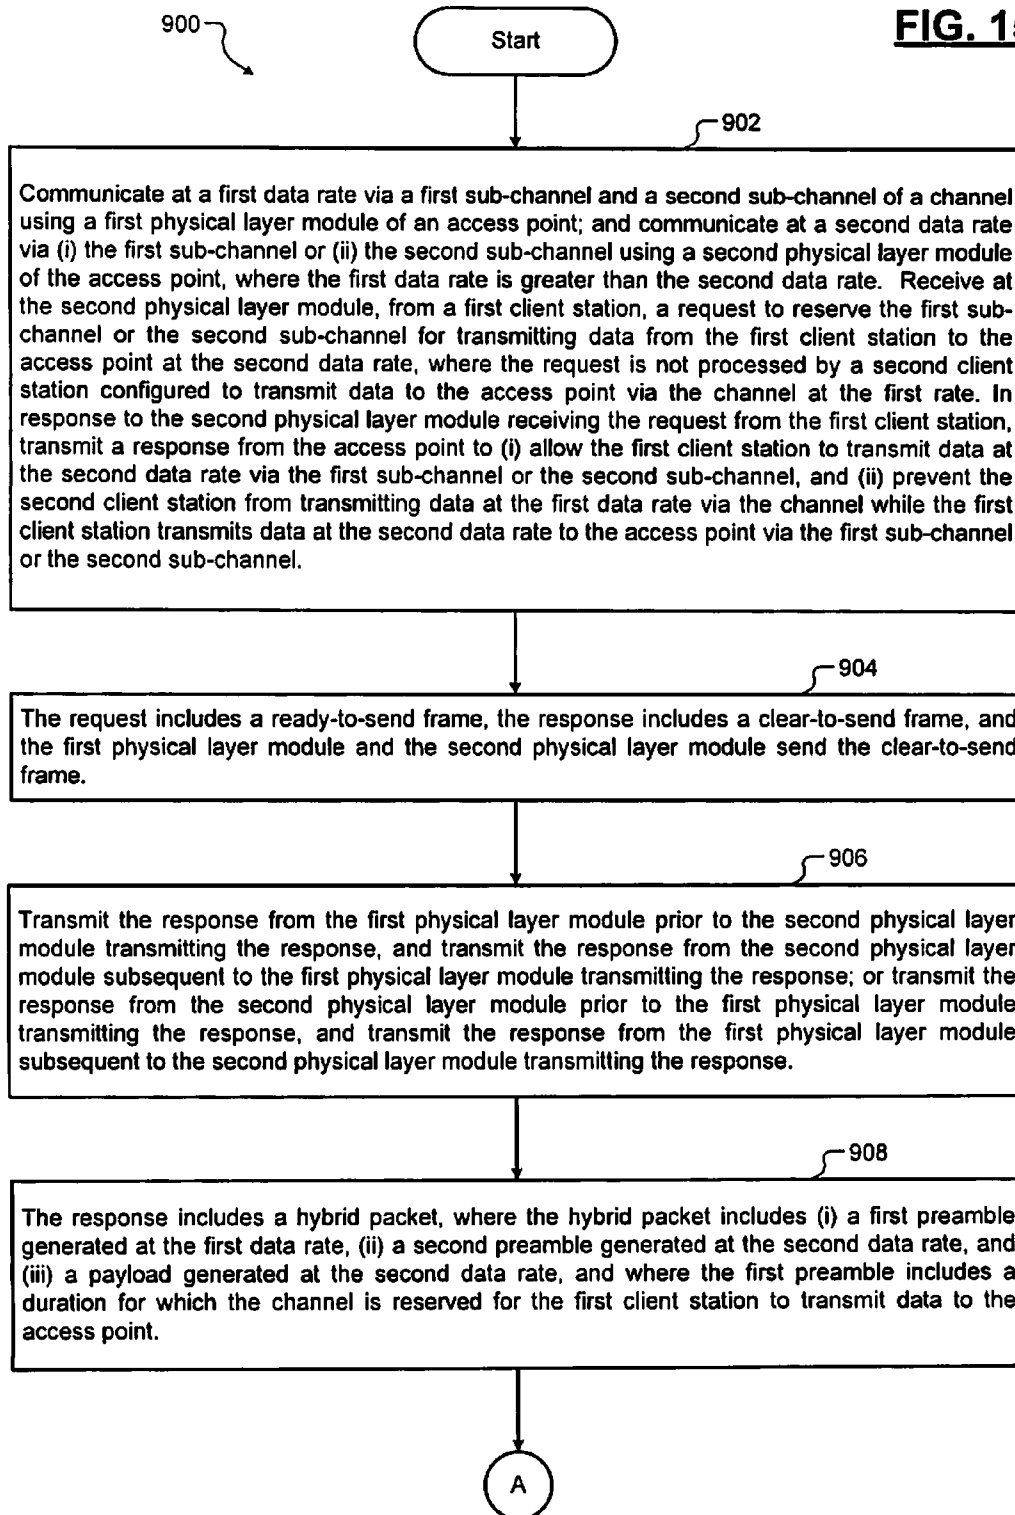 900
Start
FIG. 15
902
Communicate at a first data rate via a first sub-channel and a second sub-channel of a channel
using a first physical layer module of an access point; and communicate at a second data rate
via (i) the first sub-channel or (ii) the second sub-channel using a second physical layer module
of the access point, where the first data rate is greater than the second data rate. Receive at
the second physical layer module, from a first client station, a request to reserve the first sub-
channel or the second sub-channel for transmitting data from the first client station to the
access point at the second data rate, where the request is not processed by a second client
station configured to transmit data to the access point via the channel at the first rate. In
response to the second physical layer module receiving the request from the first client station,
transmit a response from the access point to (i) allow the first client station to transmit data at
the second data rate via the first sub-channel or the second sub-channel, and (ii) prevent the
second client station from transmitting data at the first data rate via the channel while the first
client station transmits data at the second data rate to the access point via the first sub-channel
or the second sub-channel.
904
The request includes a ready-to-send frame, the response includes a clear-to-send frame, and
the first physical layer module and the second physical layer module send the clear-to-send
frame.
906
Transmit the response from the first physical layer module prior to the second physical layer
module transmitting the response, and transmit the response from the second physical layer
module subsequent to the first physical layer module transmitting the response; or transmit the
response from the second physical layer module prior to the first physical layer module
transmitting the response, and transmit the response from the first physical layer module
subsequent to the second physical layer module transmitting the response.
908
The response includes a hybrid packet, where the hybrid packet includes (i) a first preamble
generated at the first data rate, (ii) a second preamble generated at the second data rate, and
(iii) a payload generated at the second data rate, and where the first preamble includes a
duration for which the channel is reserved for the first client station to transmit data to the
access point.
A